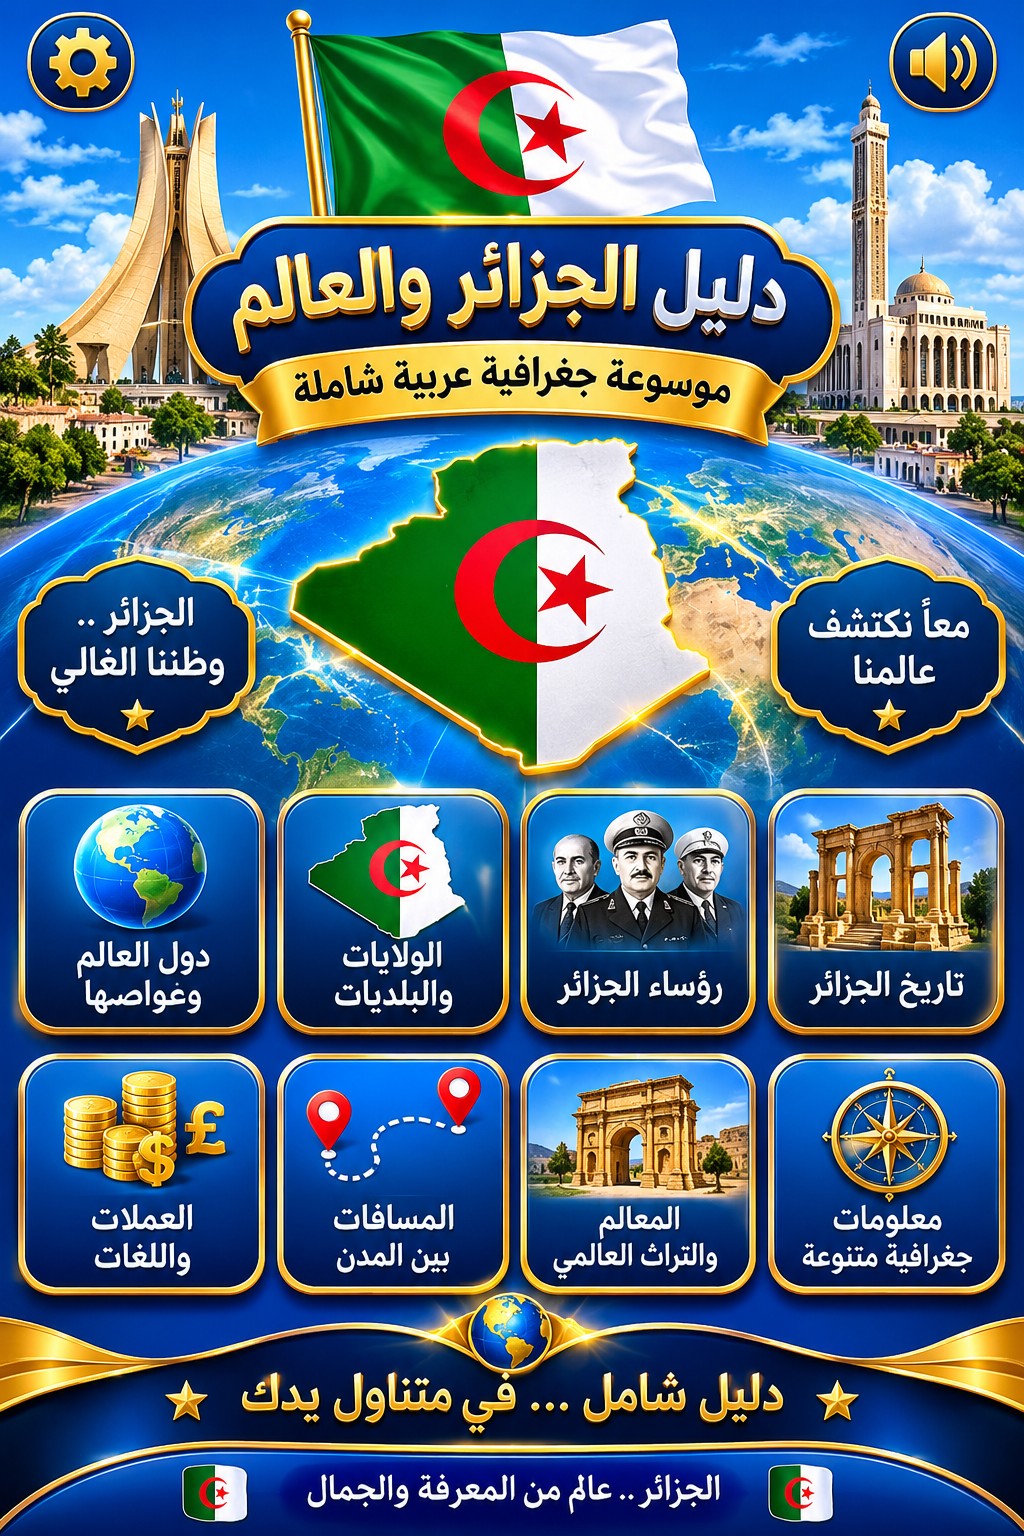 دليل الجزائر والعالم
موسوعة جغرافية عربية شاملة
معاً نكتشف
عالمنا
الجزائر ..
وظننا الغالي
تاريخ الجزائر
رؤساء الجزائر
الولايات
والبلديات
دول العالم
وغواصها
معلومات
جغرافية متنوعة
المعالم
والتراث العالمي
المسافات
بين المدن
العملات
واللغات
دليل شامل ... في متناول يدك
الجزائر .. عالم من المعرفة والجمال